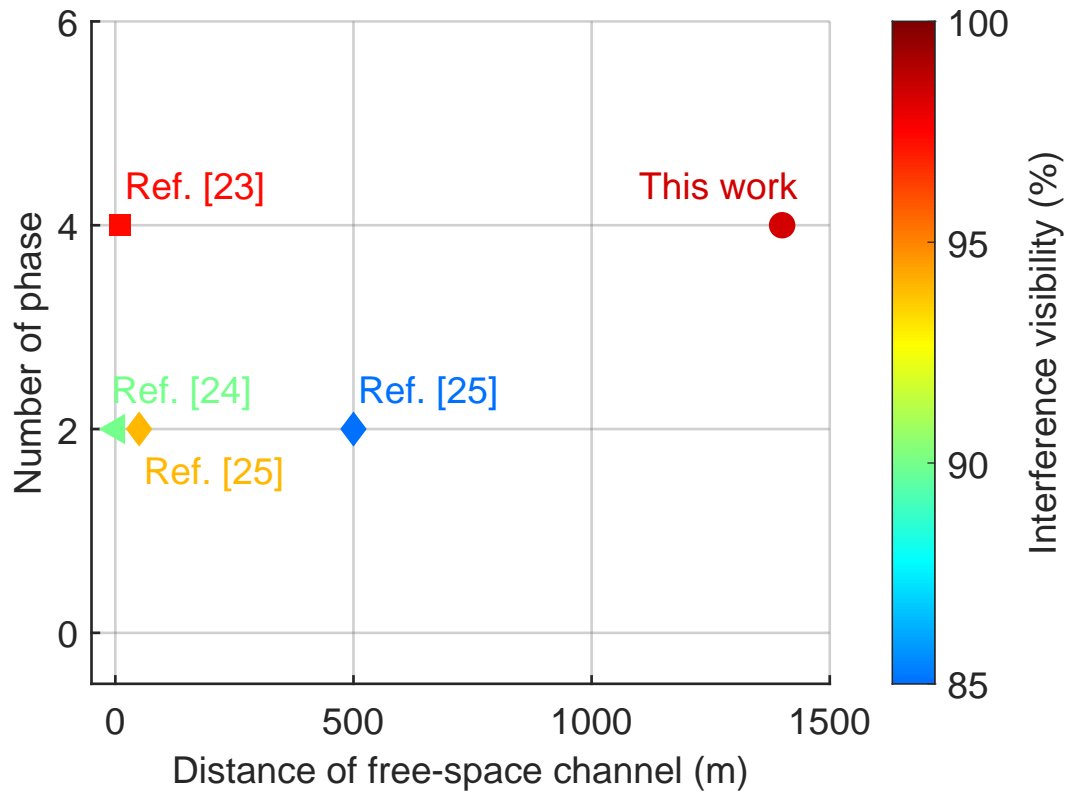 6
4
2
0
Number of phase
Ref. [23]
This work
Ref. [24]
Ref. [25]
Ref. [25]
0
500
1000
1500
Distance of free-space channel (m)
100
95
90
85
Interference visibility (%)